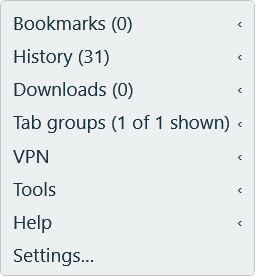 Bookmarks (0) ‹
History (31) ‹
Downloads (0) ‹
Tab groups (1 of 1 shown) ‹
VPN ‹
Tools ‹
Help ‹
Settings...